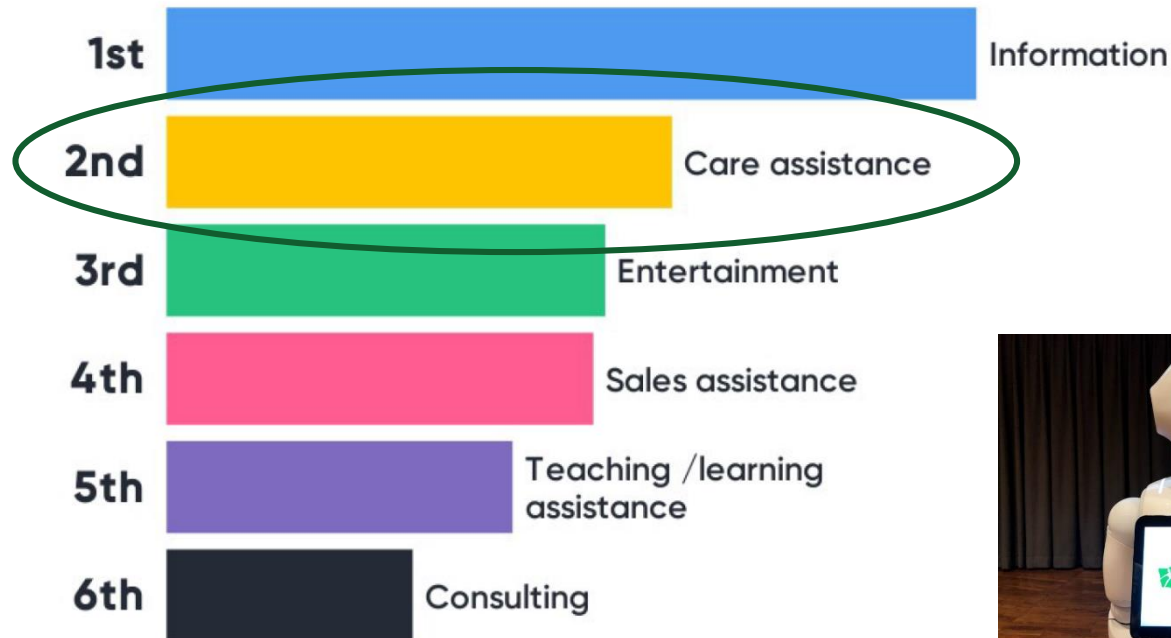 1st
Information
2nd
Care assistance
3rd
Entertainment
4th
Sales assistance
5th
Teaching /learning
assistance
6th
Consulting